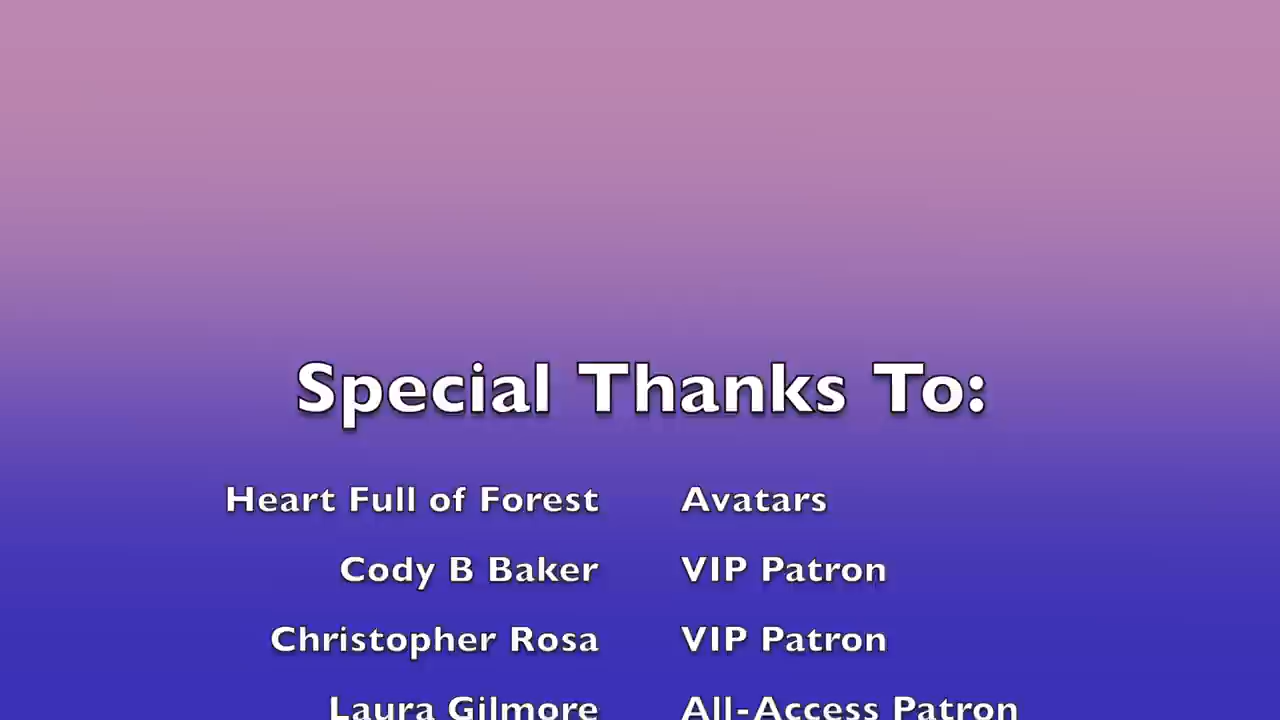 Special Thanks To:
Heart Full of Forest Avatars
Cody B Baker VIP Patron
Christopher Rosa VIP Patron
Laura Gilmore All-Access Patron